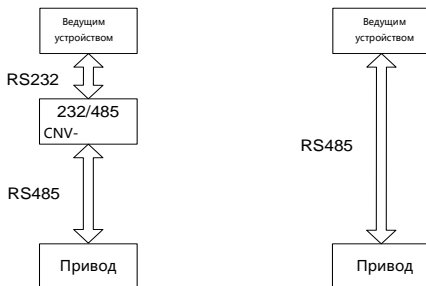 Ведущим
устройством
RS232
232/485
CNV-
RS485
Привод
Ведущим
устройством
RS485
Привод